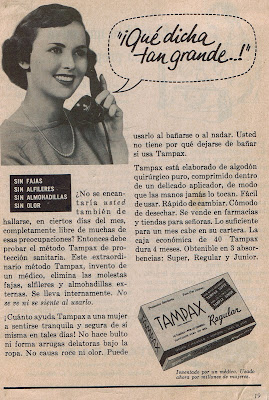 "¡Qué dicha
tan grande..!"
SIN FAJAS
SIN ALFILERES
SIN ALMOHADILLAS
SIN OLOR
¿No se encan-
taría usted
también de
hallarse, en ciertos días del mes,
completamente libre de muchas de
esas preocupaciones? Entonces debe
probar el método Tampax de pro-
tección sanitaria. Este extraordi-
nario método Tampax, invento de
un médico, elimina las molestas
fajas, alfileres y almohadillas ex-
ternas. Se lleva internamente. No
se ve ni se siente al usarlo.
¡Cuánto ayuda Tampax a una mujer
a sentirse tranquila y segura de sí
misma en tales días! No hace bulto
ni forma arrugas delatoras bajo la
ropa. No causa roce ni olor. Puede
usarlo al bañarse o al nadar. Usted
no tiene por qué dejarse de bañar
si usa Tampax.
Tampax está elaborado de algodón
quirúrgico puro, comprimido dentro
de un delicado aplicador, de modo
que las manos jamás lo tocan. Fácil
de usar. Rápido de cambiar. Cómodo
de desechar. Se vende en farmacias
y tiendas para señoras. Lo suficiente
para un mes cabe en su cartera. La
caja económica de 40 Tampax
dura 4 meses. Obtenible en 3 absor-
bencias: Super, Regular y Junior.
TAMPAX
Regular
Inventado por un médico. Usado
ahora por millones de mujeres.